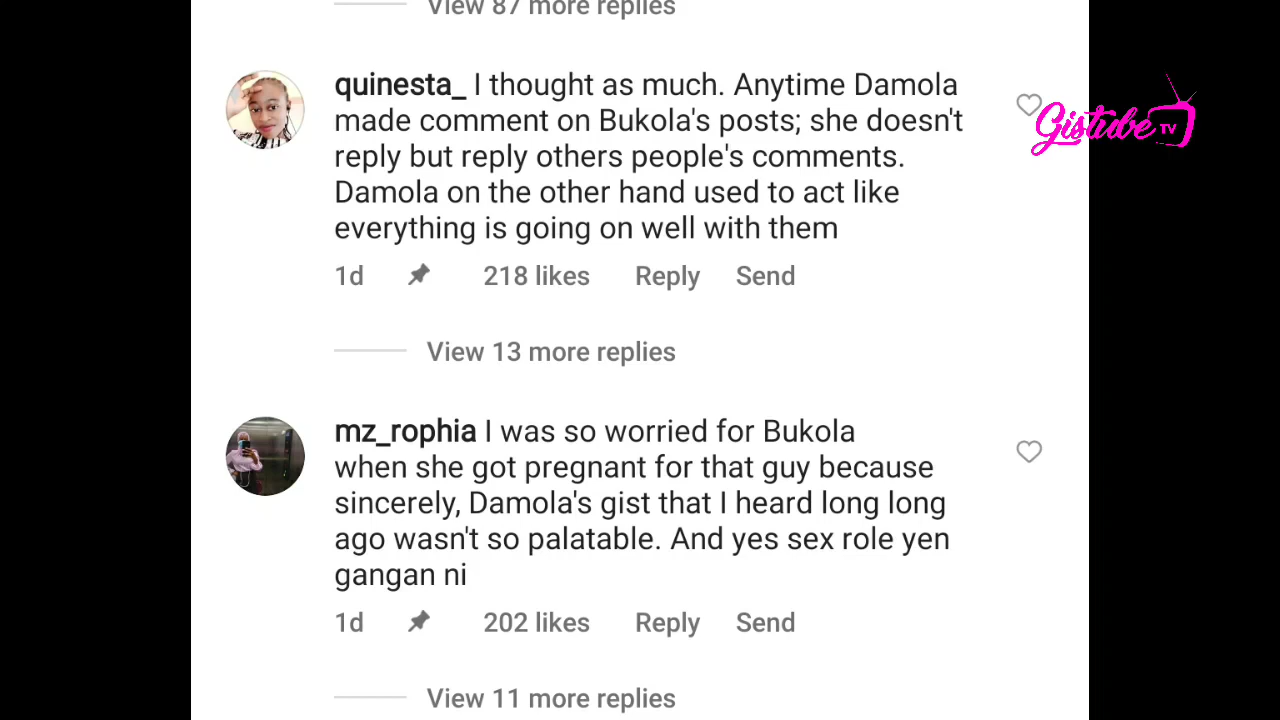 View 87 more replies
quinesta_ I thought as much. Anytime Damola
made comment on Bukola's posts; she doesn't
reply but reply others people's comments.
Damola on the other hand used to act like
everything is going on well with them
1d 218 likes Reply Send
View 13 more replies
mz_rophia I was so worried for Bukola
when she got pregnant for that guy because
sincerely, Damola's gist that I heard long long
ago wasn't so palatable. And yes sex role yen
gangan ni
1d 202 likes Reply Send
View 11 more replies
Gistube TV